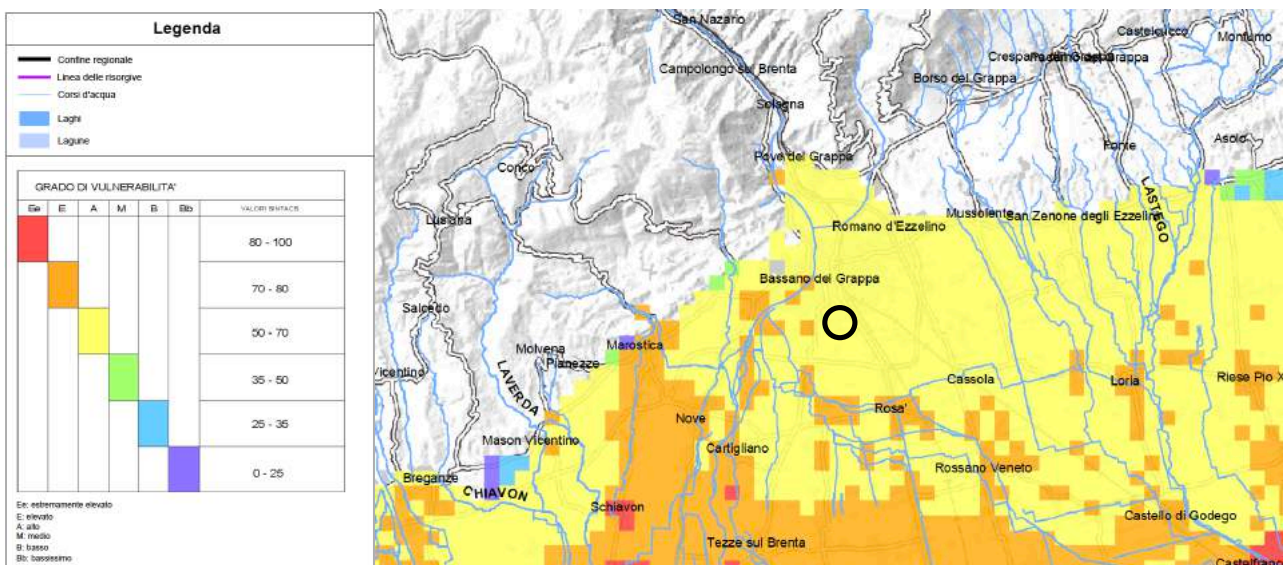 Legenda
Confine regionale
Linea delle risorgive
Corsi d'acqua
Laghi
Lagune
GRADO DI VULNERABILITA'
Ee E A M B Bb VALORI SINTACS
80 - 100
70 - 80
50 - 70
35 - 50
25 - 35
0 - 25
Ee: estremamente elevato
E: elevato
A: alto
M: medio
B: basso
Bb: bassissimo
San Nazario
Campolongo sul Brenta
Solagna
Castelcucco
Monfumo
Borso del Grappa
Asolo
Fonte
Pove del Grappa
Conco
Lusiana
LASTEGO
Mussolente
San Zenone degli Ezzelini
Romano d'Ezzelino
Bassano del Grappa
Salcedo
Marostica
Molvena
Pianezze
Vicentino
LAVERDA
Cassola
Loria
Riese Pio X
Rosa'
Nove
Cartigliano
Mason Vicentino
Rossano Veneto
Breganze
CHIAVON
Schiavon
Castello di Godego
Tezze sul Brenta
Castelfranc